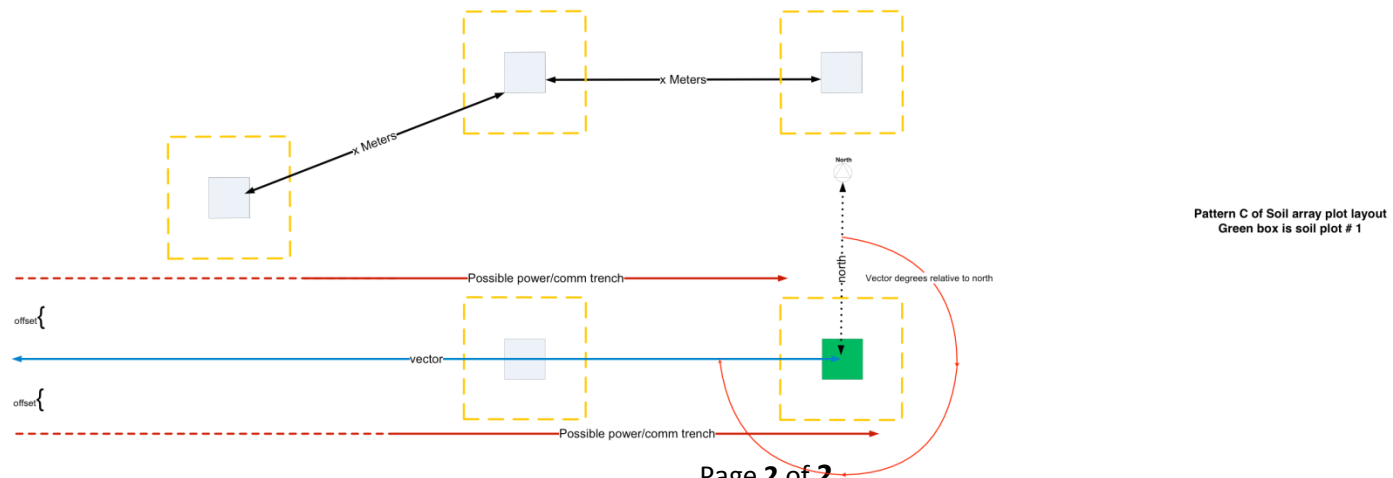 x Meters
x Meters
North
Pattern C of Soil array plot layout
Green box is soil plot # 1
north
Possible power/comm trench
Vector degrees relative to north
offset{
vector
offset{
Possible power/comm trench
Page 2 of 2